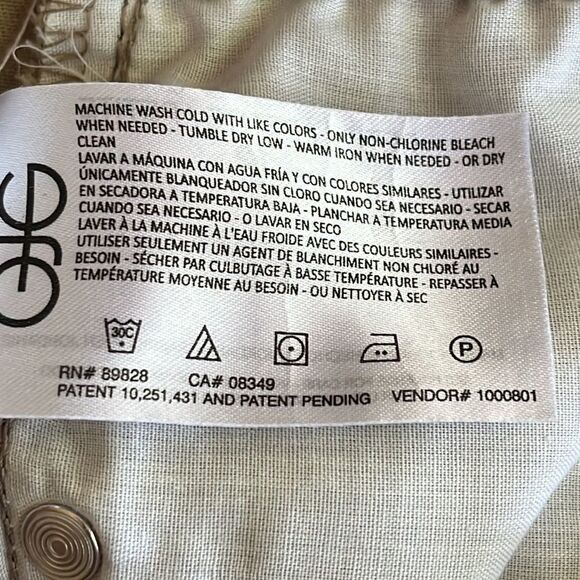 MACHINE WASH COLD WITH LIKE COLORS - ONLY NON-CHLORINE BLEACH
WHEN NEEDED - TUMBLE DRY LOW - WARM IRON WHEN NEEDED - OR DRY
CLEAN
LAVAR A MÁQUINA CON AGUA FRÍA Y CON COLORES SIMILARES - UTILIZAR
ÚNICAMENTE BLANQUEADOR SIN CLORO CUANDO SEA NECESARIO - SECAR
EN SECADORA A TEMPERATURA BAJA - PLANCHAR A TEMPERATURA MEDIA
CUANDO SEA NECESARIO - O LAVAR EN SECO
LAVER À LA MACHINE À L'EAU FROIDE AVEC DES COULEURS SIMILAIRES -
UTILISER SEULEMENT UN AGENT DE BLANCHIMENT NON CHLORÉ AU
BESOIN - SÉCHER PAR CULBUTAGE À BASSE TEMPÉRATURE - REPASSER À
TEMPÉRATURE MOYENNE AU BESOIN - OU NETTOYER À SEC
30C P
RN# 89828 CA# 08349
PATENT 10,251,431 AND PATENT PENDING VENDOR# 1000801